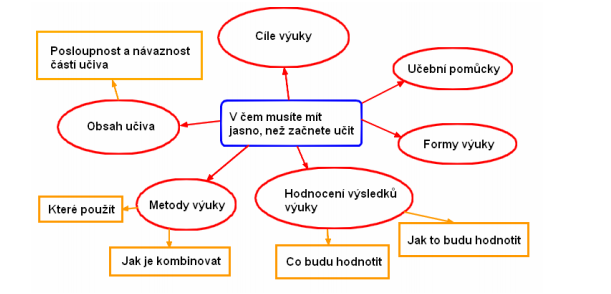 Cíle výuky
Posloupnost a návaznost
částí učiva
Učební pomůcky
V čem musíte mít
jasno, než začnete učit
Obsah učiva
Formy výuky
Hodnocení výsledků
výuky
Metody výuky
Které použít
Jak to budu hodnotit
Jak je kombinovat
Co budu hodnotit